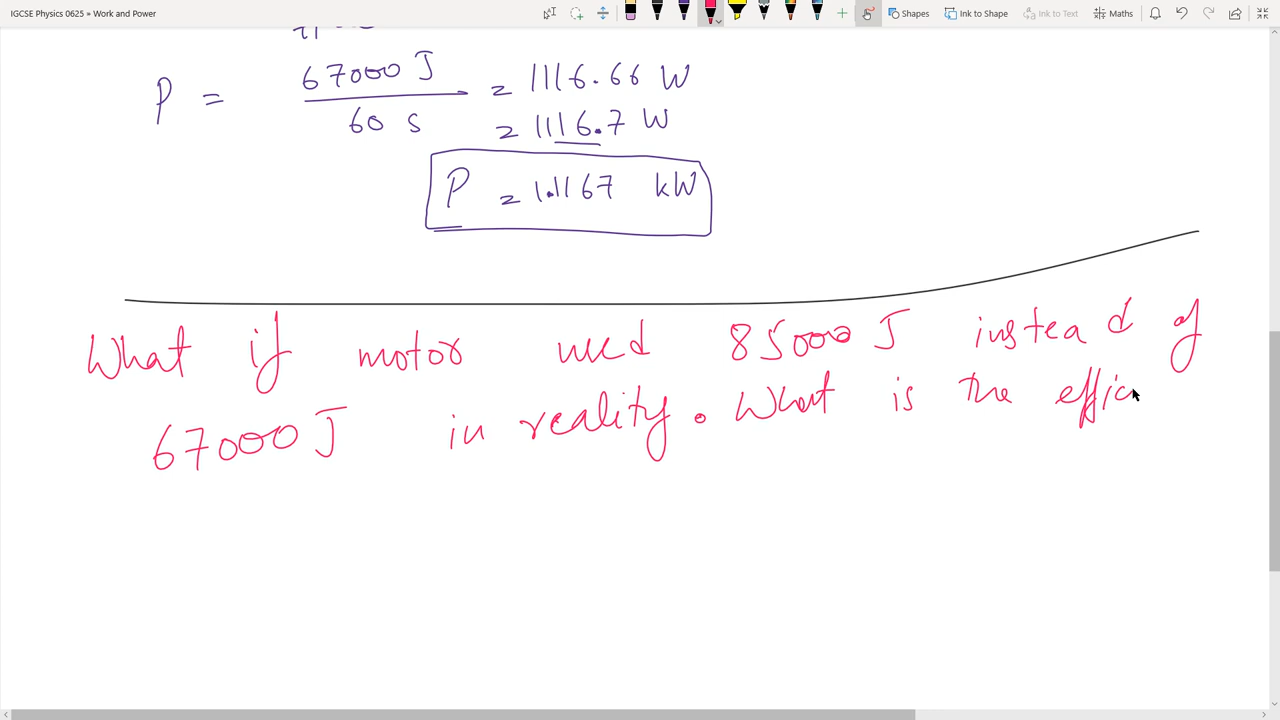 IGCSE Physics 0625 » Work and Power
Shapes Ink to Shape Ink to Text Maths
67000 J
P = = 1116.66 W
60 s
= 1116.7 W
P = 1.1167 kW
What if motor used 85000 J instead of
67000 J in reality. What is the effic